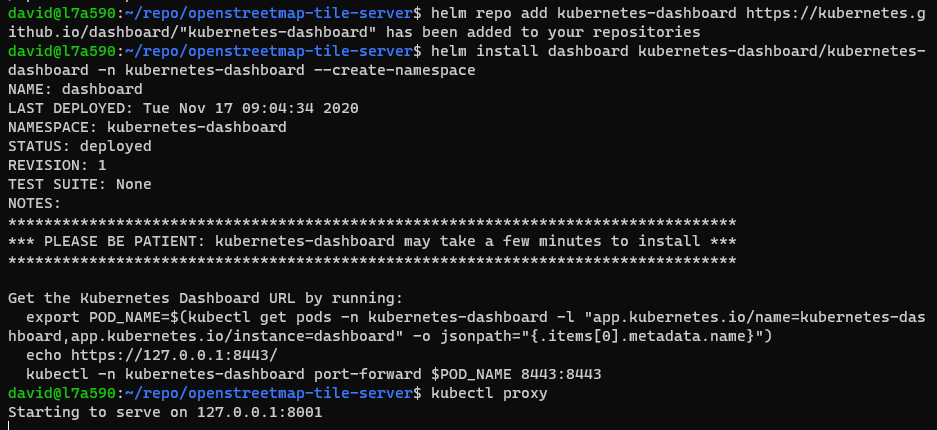 david@l7a590:~/repo/openstreetmap-tile-server$ helm repo add kubernetes-dashboard https://kubernetes.g
ithub.io/dashboard/"kubernetes-dashboard" has been added to your repositories
david@l7a590:~/repo/openstreetmap-tile-server$ helm install dashboard kubernetes-dashboard/kubernetes-
dashboard -n kubernetes-dashboard --create-namespace
NAME: dashboard
LAST DEPLOYED: Tue Nov 17 09:04:34 2020
NAMESPACE: kubernetes-dashboard
STATUS: deployed
REVISION: 1
TEST SUITE: None
NOTES:
*********************************************************************************
*** PLEASE BE PATIENT: kubernetes-dashboard may take a few minutes to install ***
*********************************************************************************
Get the Kubernetes Dashboard URL by running:
  export POD_NAME=$(kubectl get pods -n kubernetes-dashboard -l "app.kubernetes.io/name=kubernetes-das
hboard,app.kubernetes.io/instance=dashboard" -o jsonpath="{.items[0].metadata.name}")
  echo https://127.0.0.1:8443/
  kubectl -n kubernetes-dashboard port-forward $POD_NAME 8443:8443
david@l7a590:~/repo/openstreetmap-tile-server$ kubectl proxy
Starting to serve on 127.0.0.1:8001